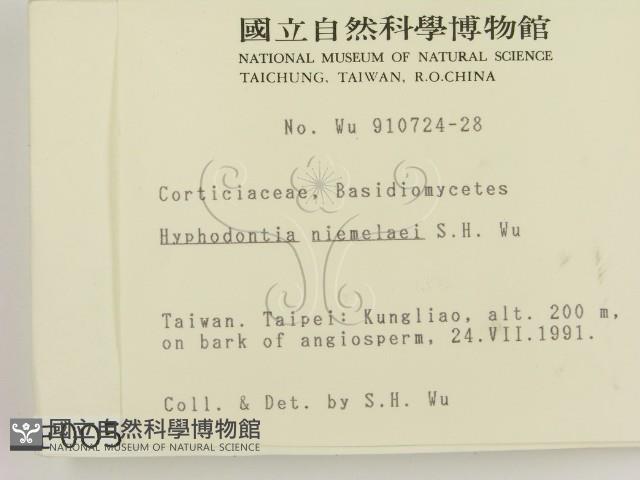 國立自然科學博物館
NATIONAL MUSEUM OF NATURAL SCIENCE
TAICHUNG, TAIWAN, R.O.CHINA
No. Wu 910724-28
Corticiaceae, Basidiomycetes
Hyphodontia niemelaei S.H. Wu
Taiwan. Taipei: Kungliao, alt. 200 m,
on bark of angiosperm, 24.VII.1991.
Coll. & Det. by S.H. Wu
國立自然科學博物館
NATIONAL MUSEUM OF NATURAL SCIENCE